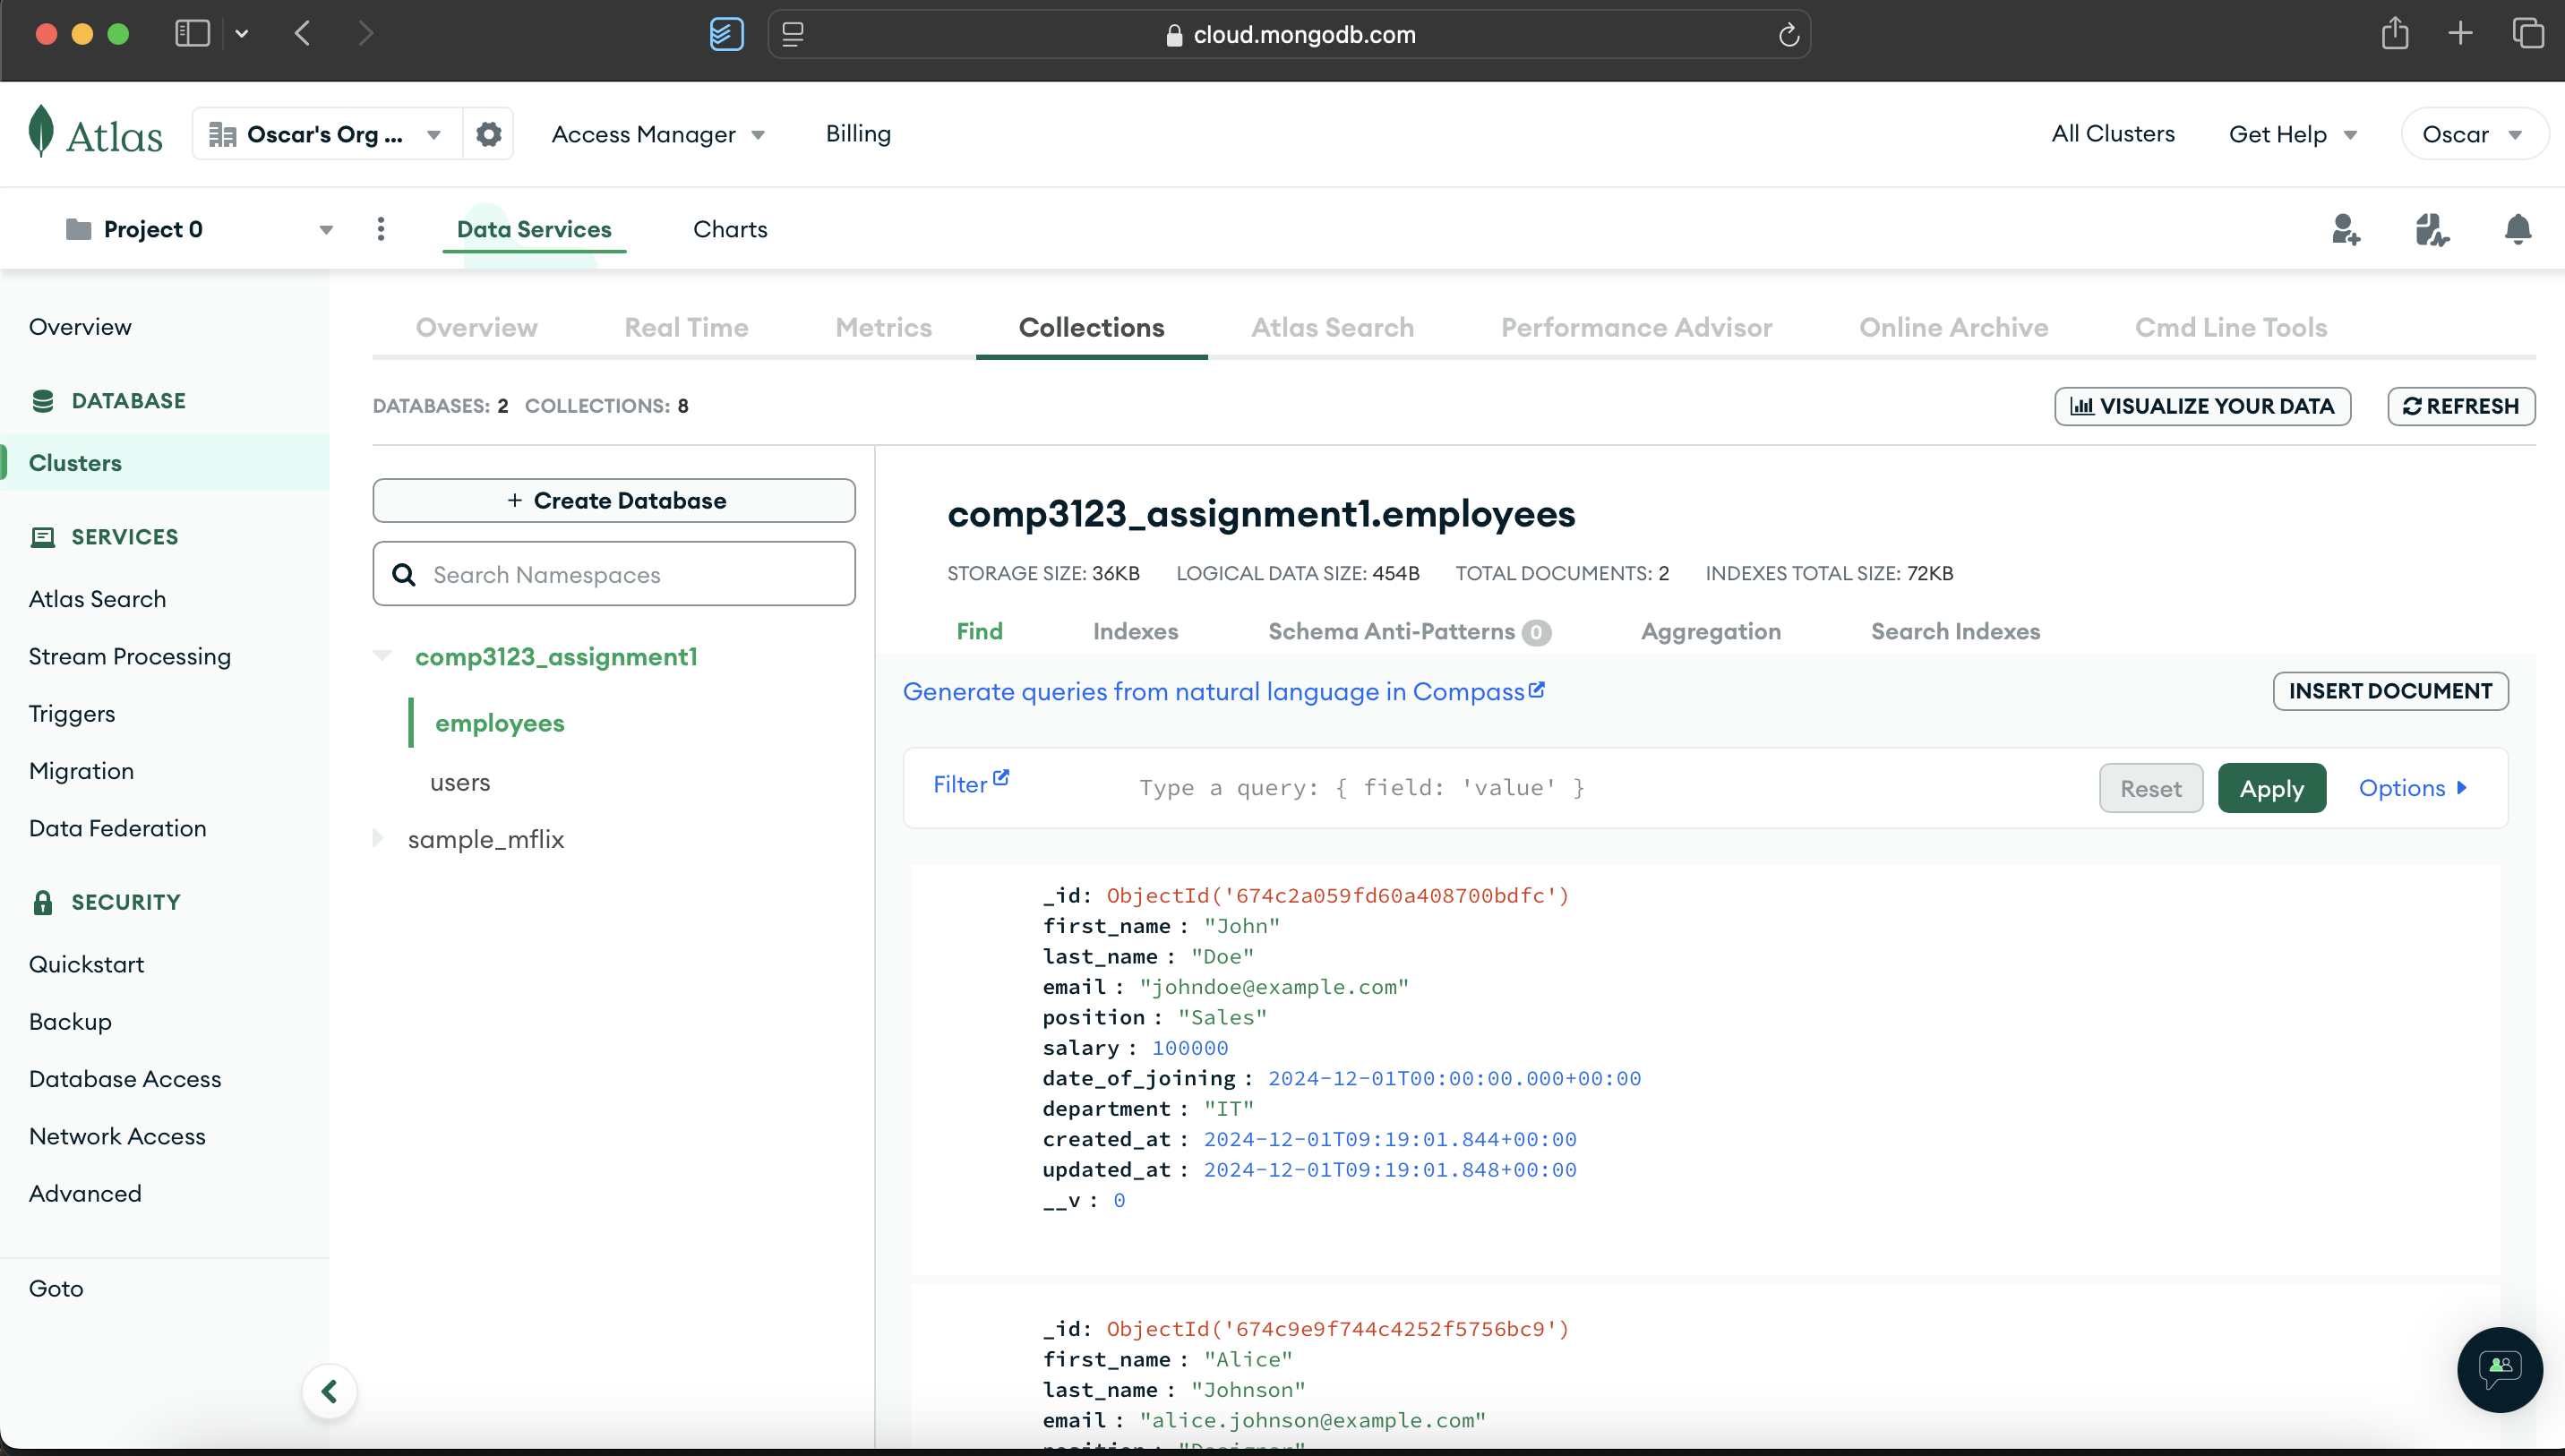 cloud.mongodb.com
Atlas
Oscar's Org ...
Access Manager
Billing
All Clusters
Get Help
Oscar
Project 0
Data Services
Charts
Overview
DATABASE
Clusters
SERVICES
Atlas Search
Stream Processing
Triggers
Migration
Data Federation
SECURITY
Quickstart
Backup
Database Access
Network Access
Advanced
Goto
Overview
Real Time
Metrics
Collections
Atlas Search
Performance Advisor
Online Archive
Cmd Line Tools
DATABASES: 2 COLLECTIONS: 8
VISUALIZE YOUR DATA
REFRESH
+ Create Database
Search Namespaces
comp3123_assignment1
employees
users
sample_mflix
comp3123_assignment1.employees
STORAGE SIZE: 36KB LOGICAL DATA SIZE: 454B TOTAL DOCUMENTS: 2 INDEXES TOTAL SIZE: 72KB
Find
Indexes
Schema Anti-Patterns 0
Aggregation
Search Indexes
Generate queries from natural language in Compass
INSERT DOCUMENT
Filter
Type a query: { field: 'value' }
Reset
Apply
Options
_id: ObjectId('674c2a059fd60a408700bdfc')
first_name : "John"
last_name : "Doe"
email : "johndoe@example.com"
position : "Sales"
salary : 100000
date_of_joining : 2024-12-01T00:00:00.000+00:00
department : "IT"
created_at : 2024-12-01T09:19:01.844+00:00
updated_at : 2024-12-01T09:19:01.848+00:00
__v : 0
_id: ObjectId('674c9e9f744c4252f5756bc9')
first_name : "Alice"
last_name : "Johnson"
email : "alice.johnson@example.com"
position : "Designer"